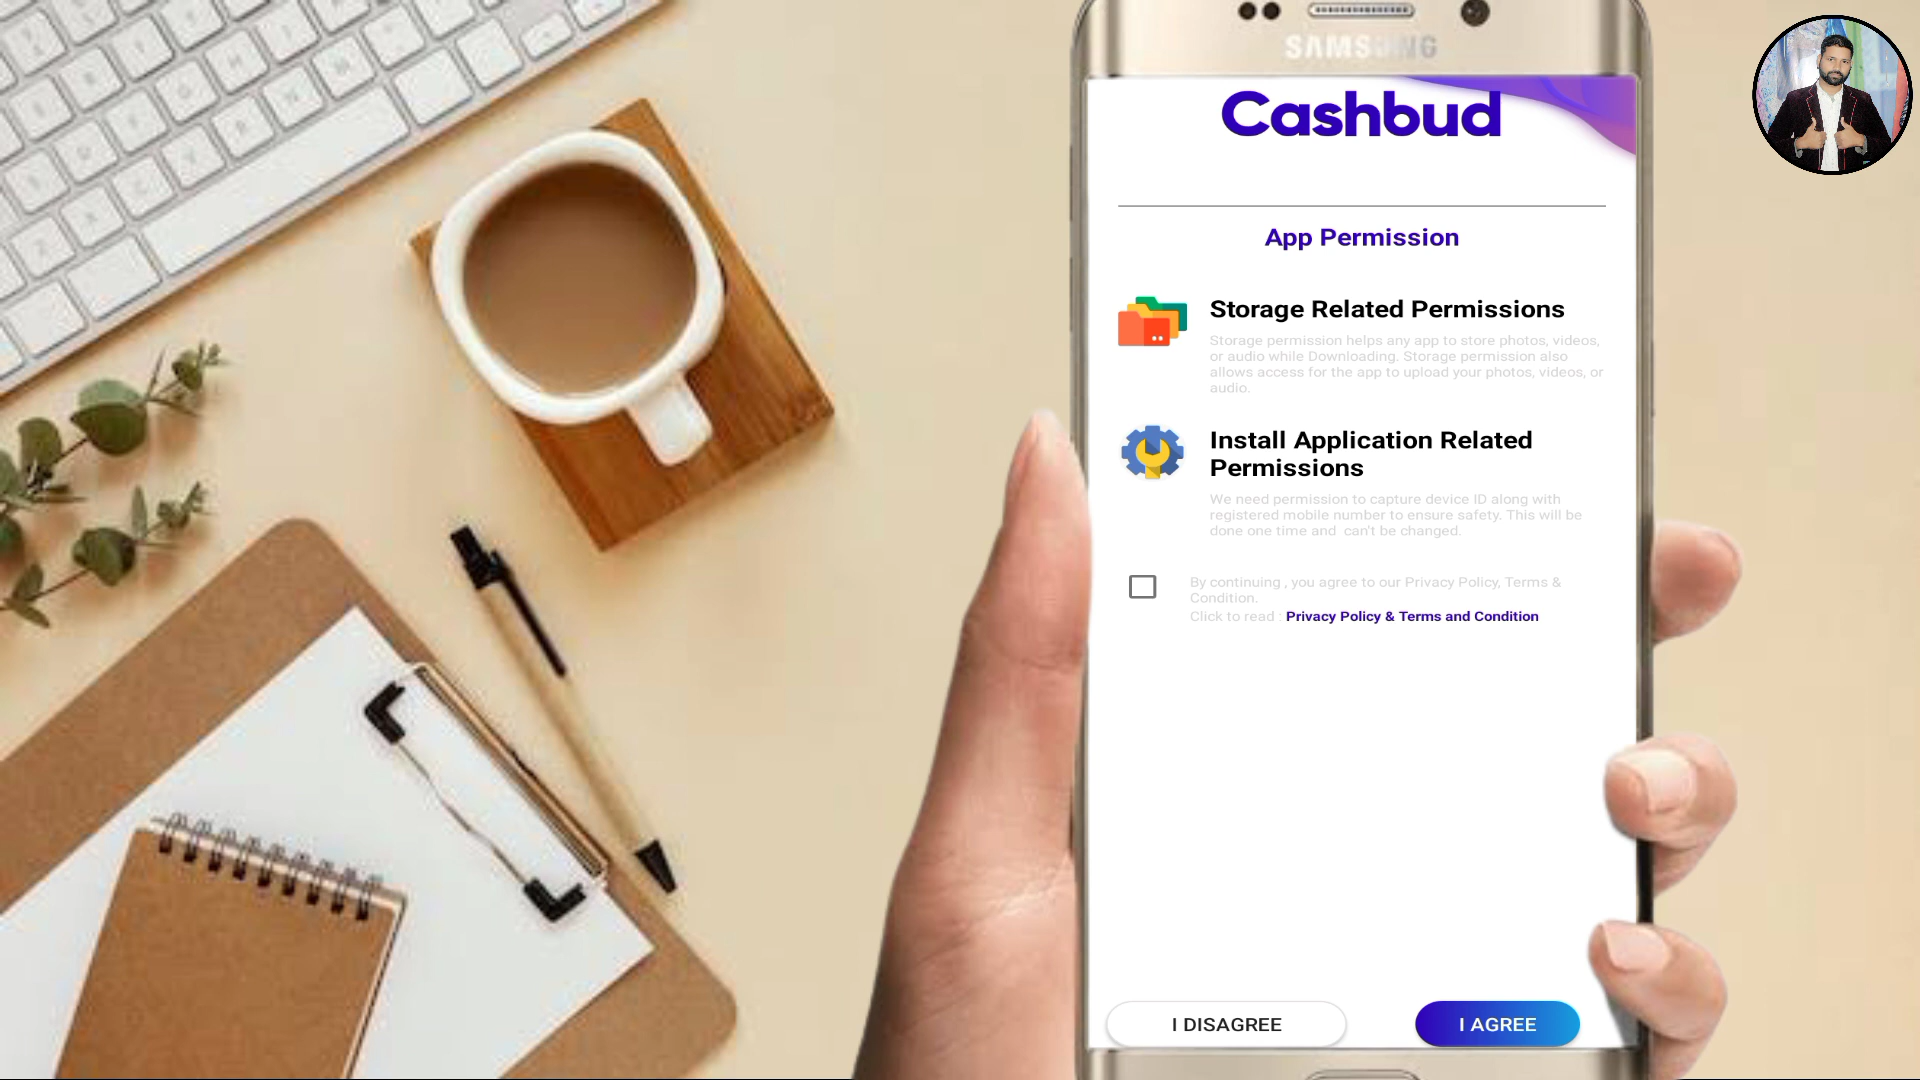 SAMSUNG
Cashbud
App Permission
Storage Related Permissions
Storage permission helps any app to store photos, videos,
or audio while Downloading. Storage permission also
allows access for the app to upload your photos, videos, or
audio.
Install Application Related
Permissions
We need permission to capture device ID along with
registered mobile number to ensure safety. This will be
done one time and  can't be changed.
By continuing , you agree to our Privacy Policy, Terms &
Condition.
Click to read : Privacy Policy & Terms and Condition
I DISAGREE
I AGREE